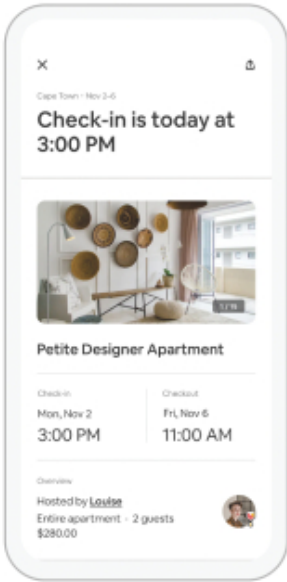 Cape Town - Nov 2-6
Check-in is today at
3:00 PM
1 / 15
Petite Designer Apartment
Check-in
Checkout
Mon, Nov 2
Fri, Nov 6
3:00 PM
11:00 AM
Overview
Hosted by Louise
Entire apartment · 2 guests
$280.00